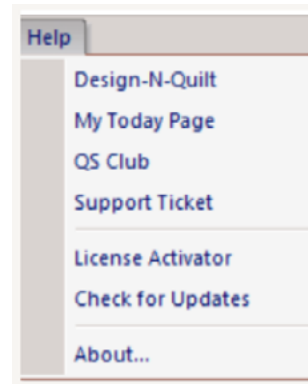 Help
Design-N-Quilt
My Today Page
QS Club
Support Ticket
License Activator
Check for Updates
About...